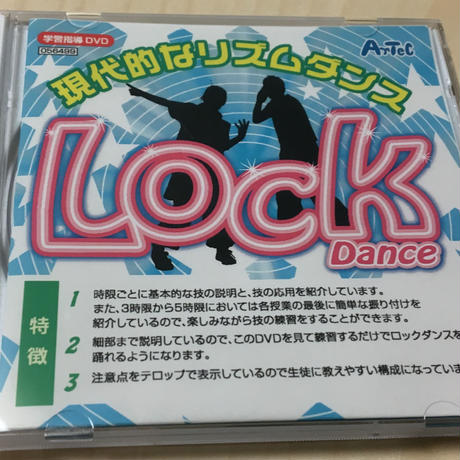 学習指導 DVD
056499
ArTeC
現代的なリズムダンス
Lock
Dance
特徴
1 時限ごとに基本的な技の説明と、技の応用を紹介しています。
また、3時限から5時限においては各授業の最後に簡単な振り付けを
紹介しているので、楽しみながら技の練習をすることができます。
2 細部まで説明しているので、このDVDを見て練習するだけでロックダンスを
踊れるようになります。
3 注意点をテロップで表示しているので生徒に教えやすい構成になっていま